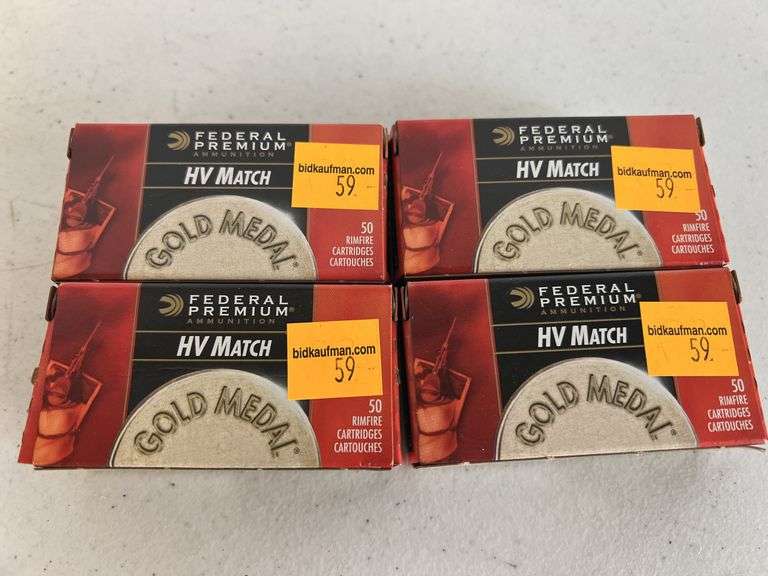 FEDERAL
PREMIUM®
AMMUNITION
HV MATCH
GOLD MEDAL®
bidkaufman.com
59
50
RIMFIRE
CARTRIDGES
CARTOUCHES
FEDERAL
PREMIUM®
AMMUNITION
HV MATCH
GOLD MEDAL®
bidkaufman.com
59
50
RIMFIRE
CARTRIDGES
CARTOUCHES
FEDERAL
PREMIUM®
AMMUNITION
HV MATCH
GOLD MEDAL®
bidkaufman.com
59
50
RIMFIRE
CARTRIDGES
CARTOUCHES
FEDERAL
PREMIUM®
AMMUNITION
HV MATCH
GOLD MEDAL®
bidkaufman.com
59
50
RIMFIRE
CARTRIDGES
CARTOUCHES